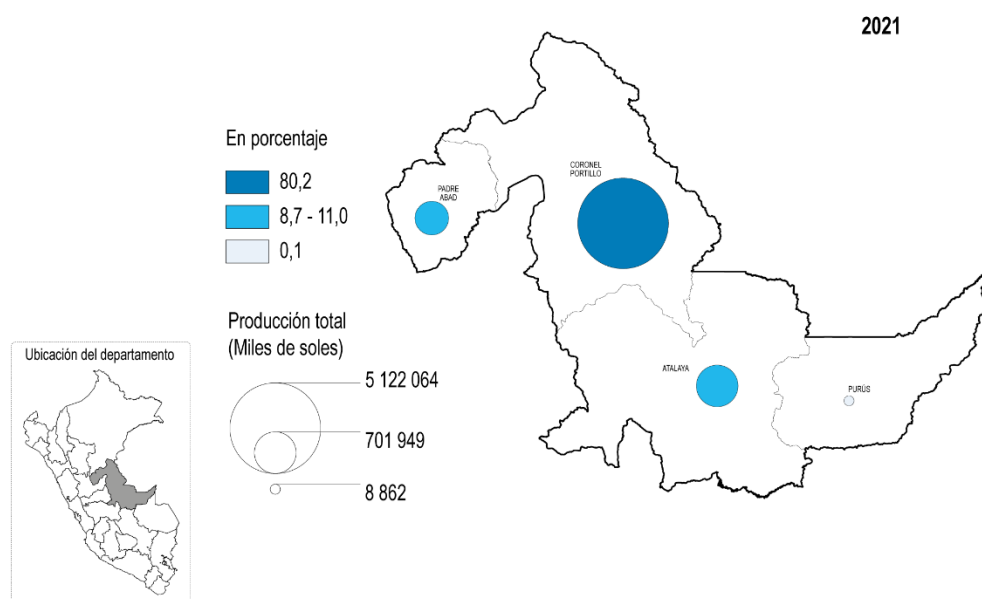 2021
En porcentaje
80,2
8,7 - 11,0
0,1
Producción total
(Miles de soles)
5 122 064
701 949
8 862
Ubicación del departamento
CORONEL
PORTILLO
PADRE
ABAD
ATALAYA
PURÚS